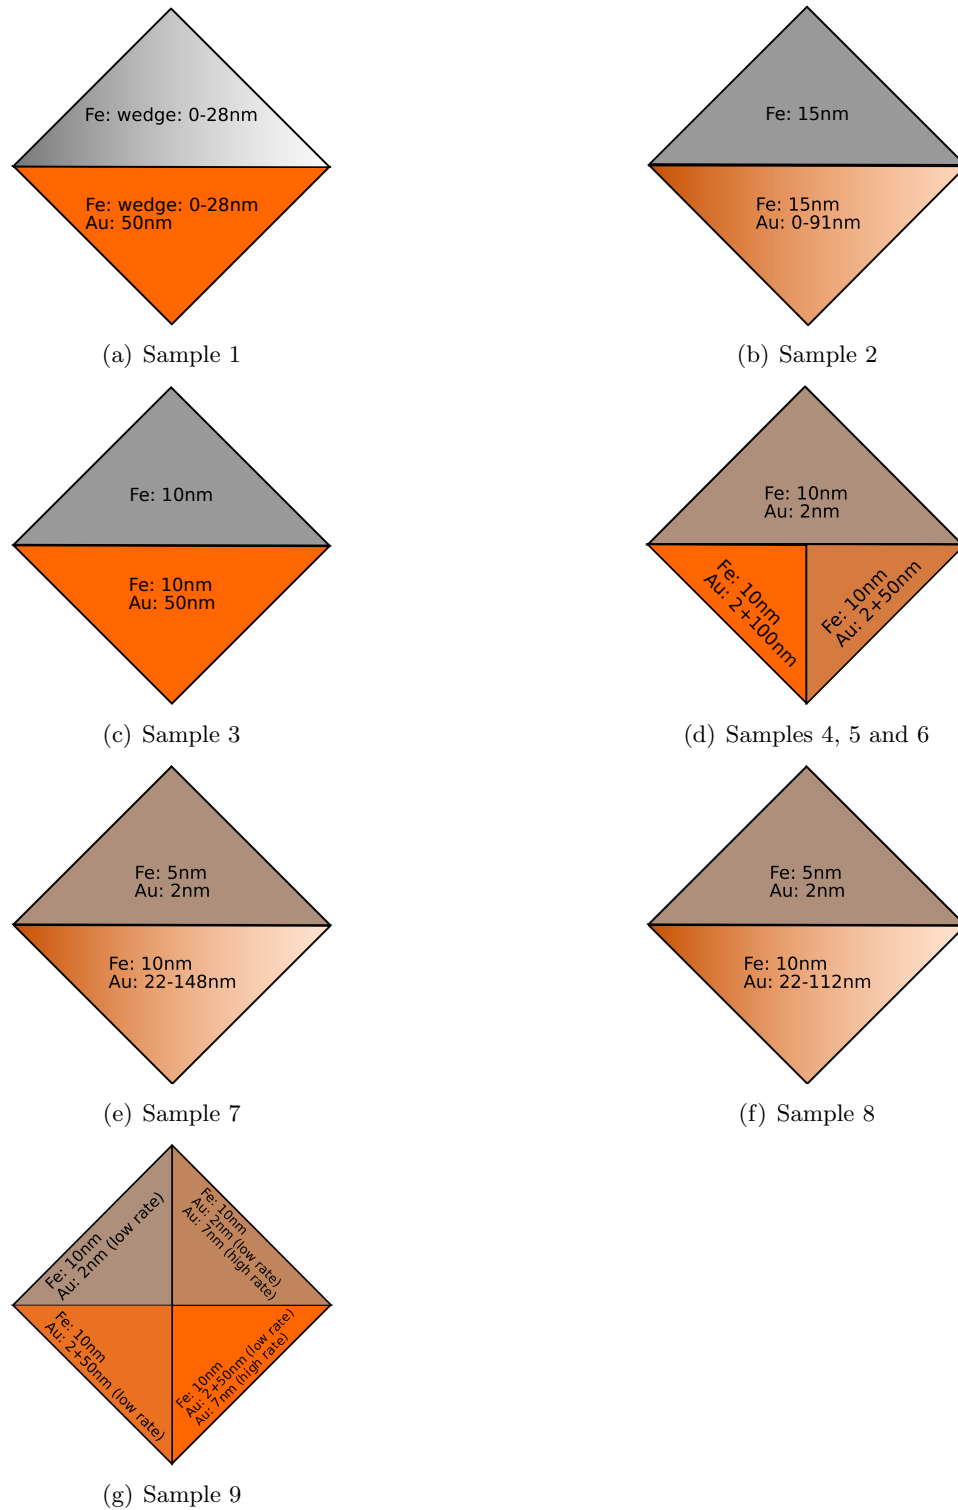 Fe: wedge: 0-28nm
Fe: wedge: 0-28nm
Au: 50nm
(a) Sample 1
Fe: 15nm
Fe: 15nm
Au: 0-91nm
(b) Sample 2
Fe: 10nm
Fe: 10nm
Au: 50nm
(c) Sample 3
Fe: 10nm
Au: 2nm
Fe: 10nm
Au: 2+100nm
Fe: 10nm
Au: 2+50nm
(d) Samples 4, 5 and 6
Fe: 5nm
Au: 2nm
Fe: 10nm
Au: 22-148nm
(e) Sample 7
Fe: 5nm
Au: 2nm
Fe: 10nm
Au: 22-112nm
(f) Sample 8
Fe: 10nm
Au: 2nm (low rate)
Fe: 10nm
Au: 2nm (low rate)
Au: 7nm (high rate)
Fe: 10nm
Au: 2+50nm (low rate)
Fe: 10nm
Au: 2+50nm (low rate)
Au: 7nm (high rate)
(g) Sample 9